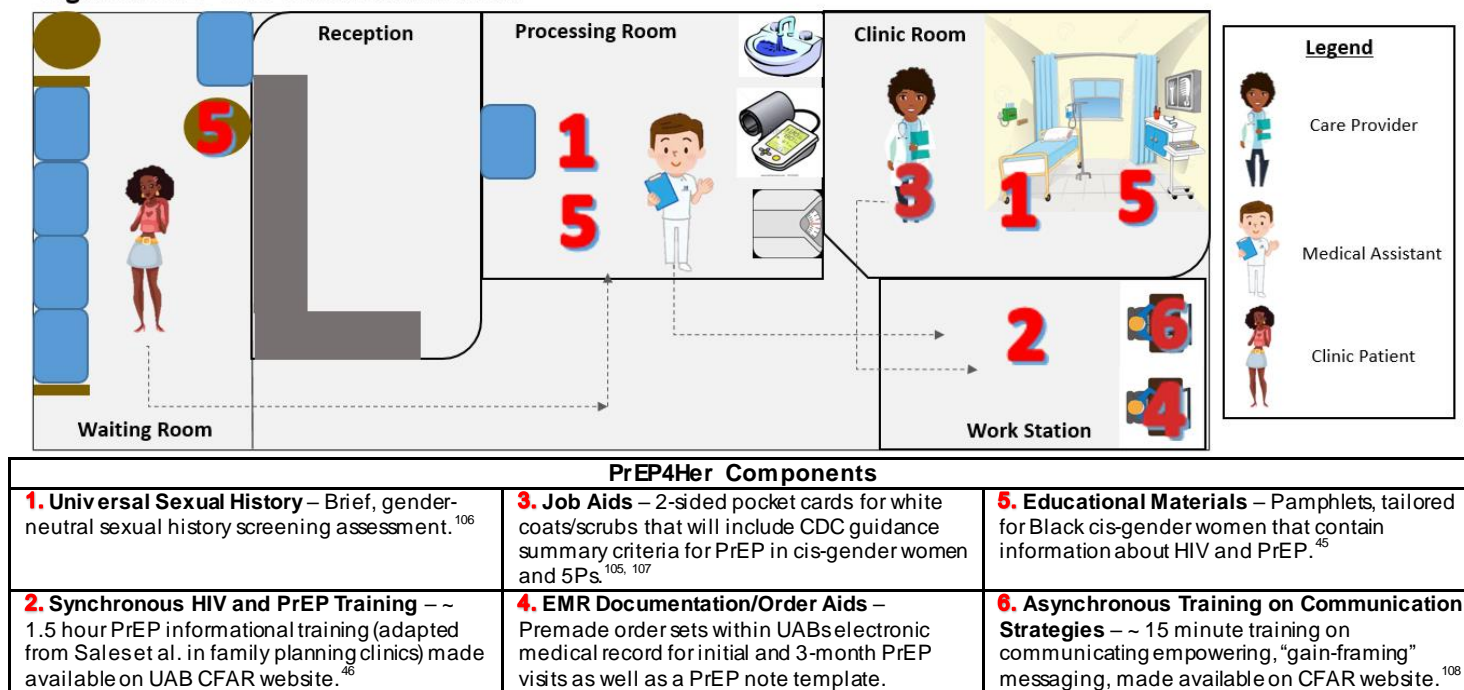 Reception
Processing Room
Clinic Room
Legend
Care Provider
Medical Assistant
Clinic Patient
5
1
5
3
1
5
2
6
4
Waiting Room
Work Station
PrEP4Her Components
1. Universal Sexual History – Brief, gender-
neutral sexual history screening assessment.106
3. Job Aids – 2-sided pocket cards for white
coats/scrubs that will include CDC guidance
summary criteria for PrEP in cis-gender women
and 5Ps.105, 107
5. Educational Materials – Pamphlets, tailored
for Black cis-gender women that contain
information about HIV and PrEP.45
2. Synchronous HIV and PrEP Training – ~
1.5 hour PrEP informational training (adapted
from Sales et al. in family planning clinics) made
available on UAB CFAR website.46
4. EMR Documentation/Order Aids –
Premade order sets within UABs electronic
medical record for initial and 3-month PrEP
visits as well as a PrEP note template.
6. Asynchronous Training on Communication
Strategies – ~ 15 minute training on
communicating empowering, “gain-framing”
messaging, made available on CFAR website.108